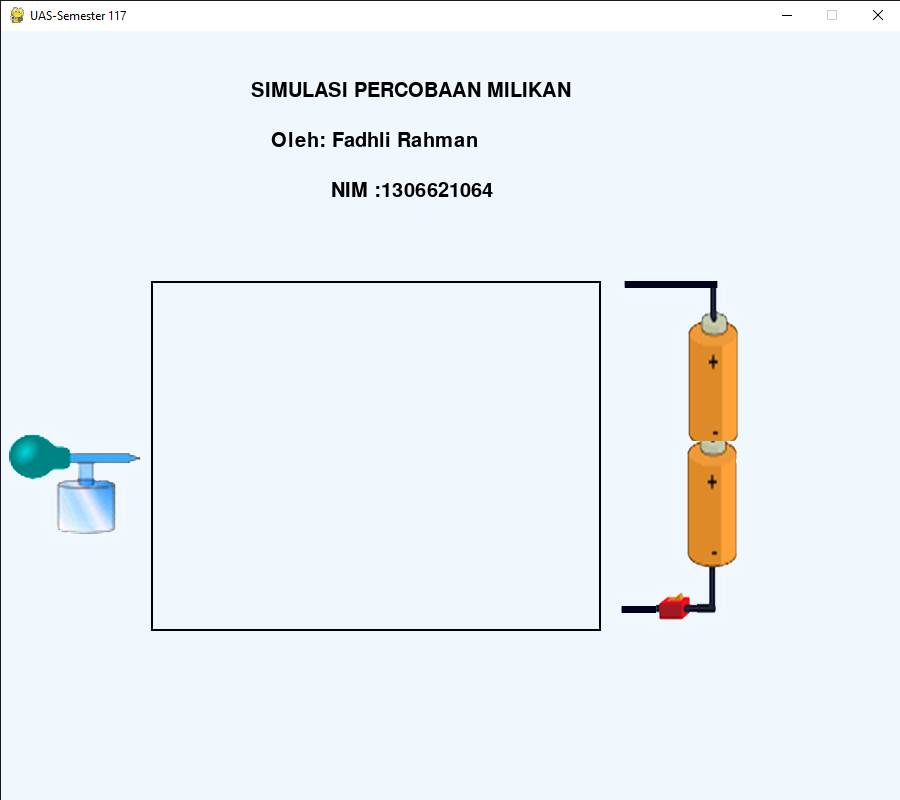 UAS-Semester 117
SIMULASI PERCOBAAN MILIKAN
Oleh: Fadhli Rahman
NIM :1306621064
+
-
+
-